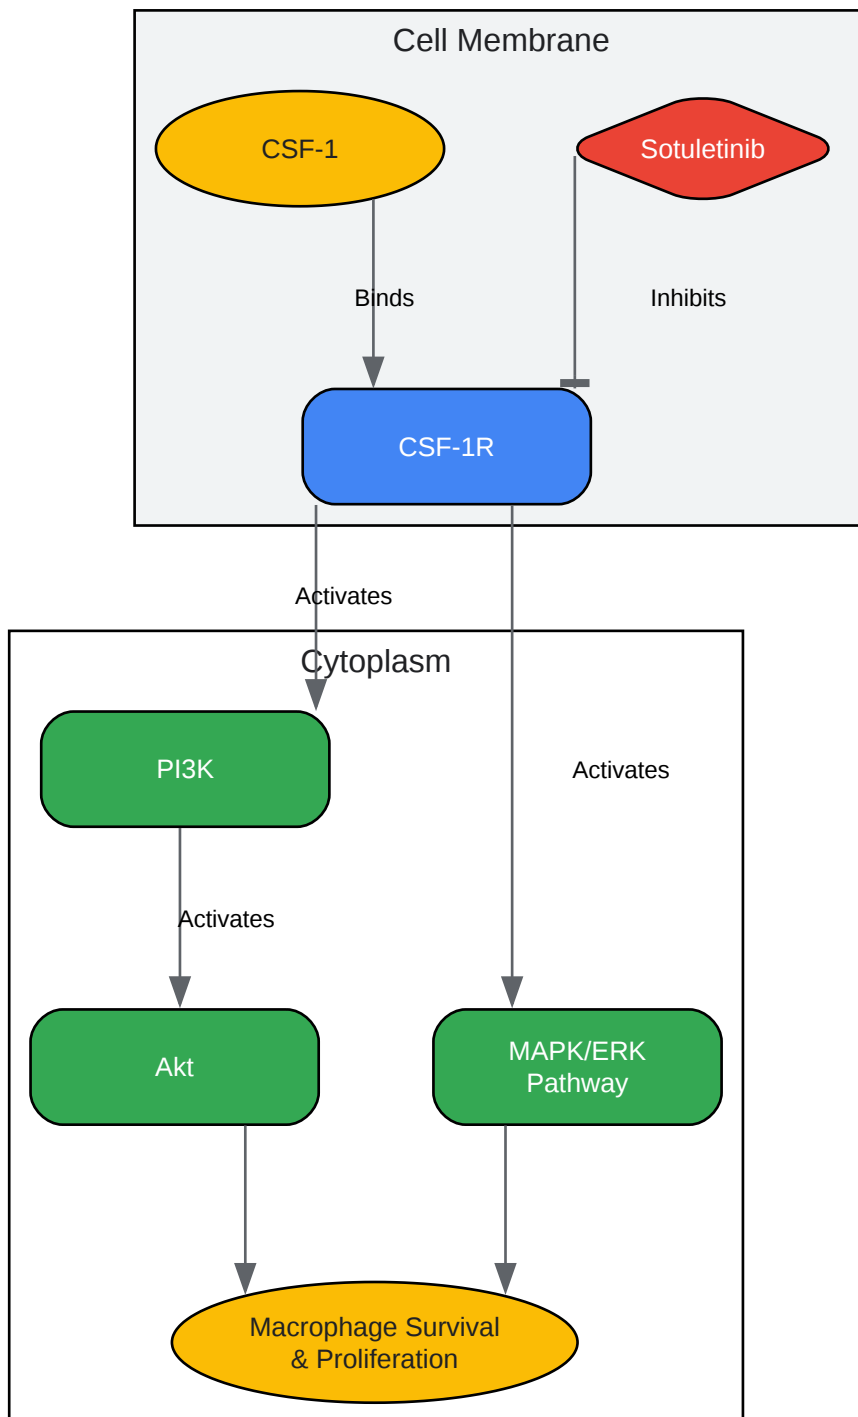 Cell Membrane
CSF-1
Sotuletinib
Binds
Inhibits
CSF-1R
Activates
Cytoplasm
PI3K
Activates
Activates
Akt
MAPK/ERK
Pathway
Macrophage Survival
& Proliferation